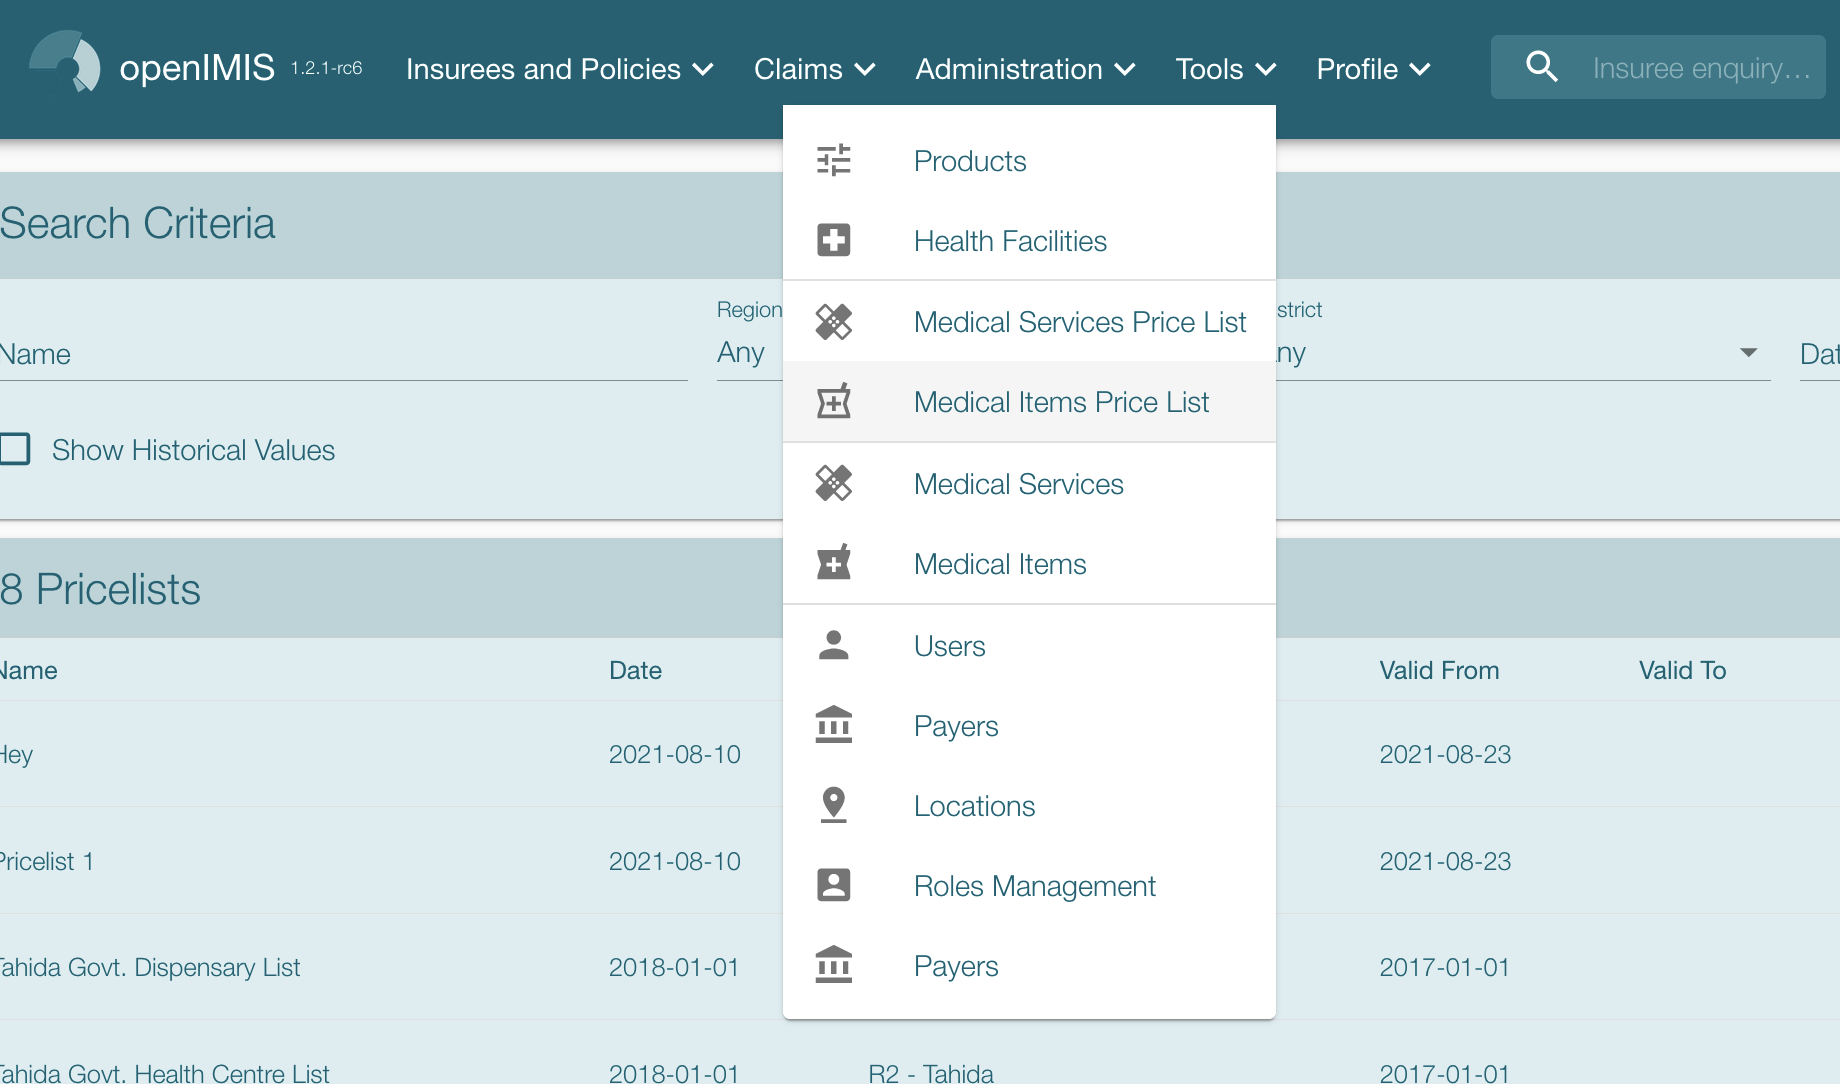 openIMIS 1.2.1-rc6 Insurees and Policies Claims Administration Tools Profile Insuree enquiry...
Products
Health Facilities
Medical Services Price List
Medical Items Price List
Medical Services
Medical Items
Users
Payers
Locations
Roles Management
Payers
Search Criteria
Name
Region
Any
strict
ny
Dat
Show Historical Values
8 Pricelists
Name Date Valid From Valid To
Hey 2021-08-10 2021-08-23
Pricelist 1 2021-08-10 2021-08-23
Tahida Govt. Dispensary List 2018-01-01 2017-01-01
Tahida Govt. Health Centre List 2018-01-01 R2 - Tahida 2017-01-01